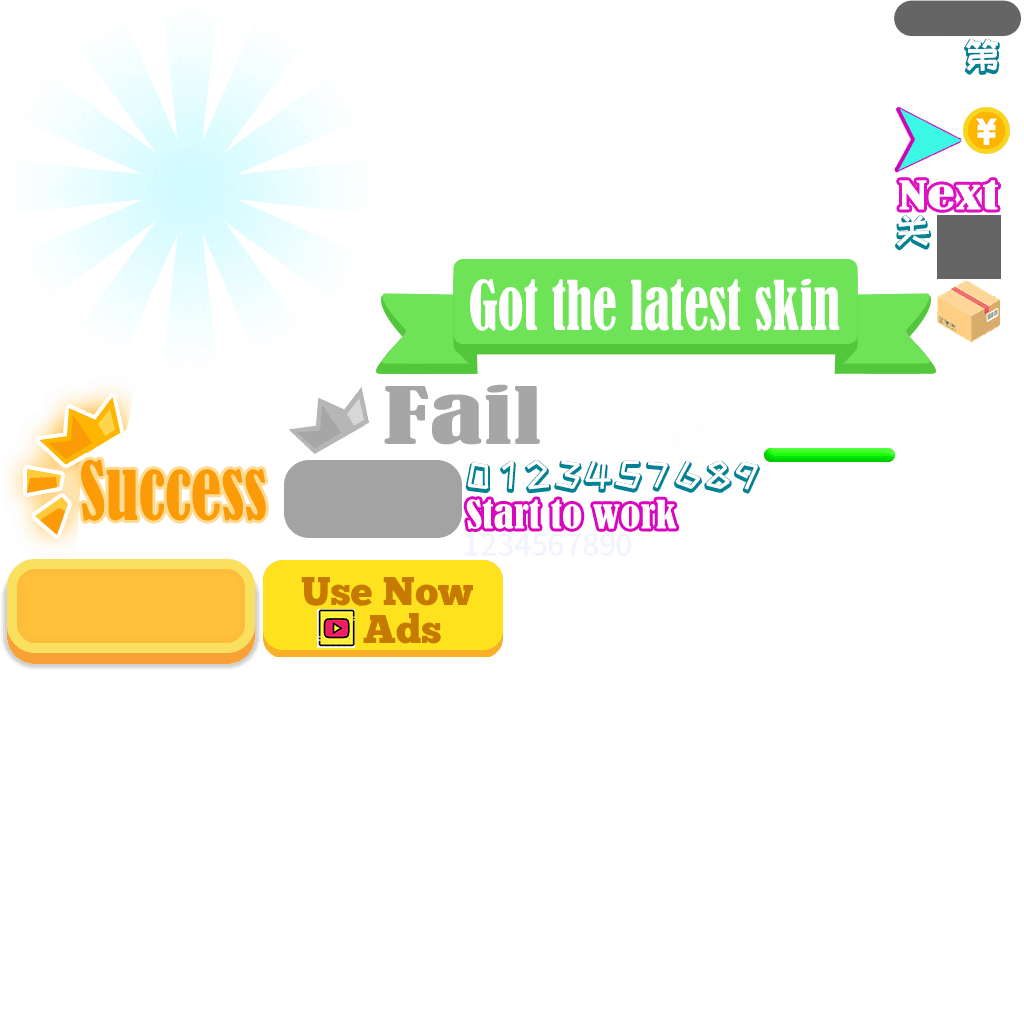 第
¥
Next
关
Got the latest skin
Fail
Success
0123457689
Start to work
1234567890
Use Now
Ads